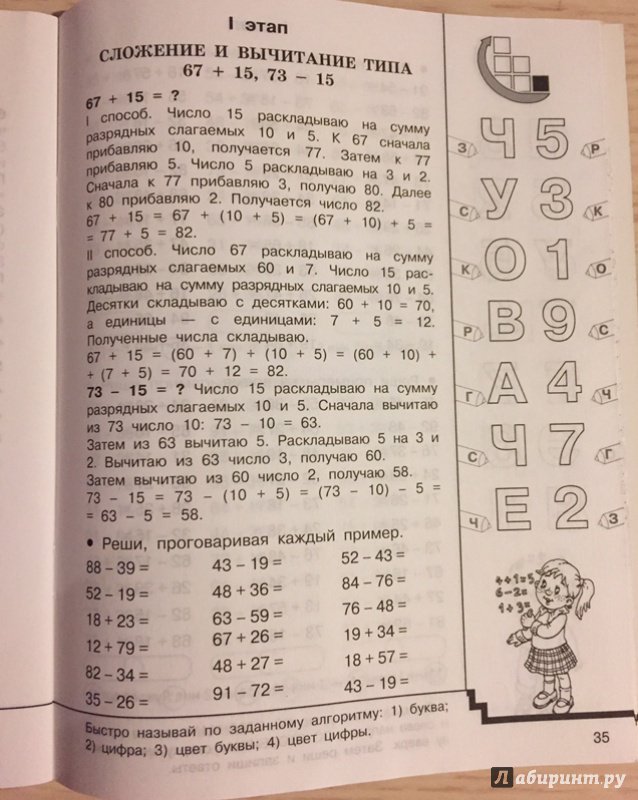 I этап
СЛОЖЕНИЕ И ВЫЧИТАНИЕ ТИПА
67 + 15, 73 − 15
67 + 15 = ?
I способ. Число 15 раскладываю на сумму
разрядных слагаемых 10 и 5. К 67 сначала
прибавляю 10, получается 77. Затем к 77
прибавляю 5. Число 5 раскладываю на 3 и 2.
Сначала к 77 прибавляю 3, получаю 80. Далее
к 80 прибавляю 2. Получается число 82.
67 + 15 = 67 + (10 + 5) = (67 + 10) + 5 =
= 77 + 5 = 82.
II способ. Число 67 раскладываю на сумму
разрядных слагаемых 60 и 7. Число 15 рас-
кладываю на сумму разрядных слагаемых 10 и 5.
Десятки складываю с десятками: 60 + 10 = 70,
а единицы — с единицами: 7 + 5 = 12.
Полученные числа складываю.
67 + 15 = (60 + 7) + (10 + 5) = (60 + 10) +
+ (7 + 5) = 70 + 12 = 82.
73 − 15 = ? Число 15 раскладываю на сумму
разрядных слагаемых 10 и 5. Сначала вычитаю
из 73 число 10: 73 − 10 = 63.
Затем из 63 вычитаю 5. Раскладываю 5 на 3 и
2. Вычитаю из 63 число 3, получаю 60.
Затем вычитаю из 60 число 2, получаю 58.
73 − 15 = 73 − (10 + 5) = (73 − 10) − 5 =
= 63 − 5 = 58.
• Реши, проговаривая каждый пример.
88 − 39 = 43 − 19 = 52 − 43 =
52 − 19 = 48 + 36 = 84 − 76 =
18 + 23 = 63 − 59 = 76 − 48 =
12 + 79 = 67 + 26 = 19 + 34 =
82 − 34 = 48 + 27 = 18 + 57 =
35 − 26 = 91 − 72 = 43 − 19 =
З Ч 5 Р
С У 3 К
К О 1 О
Р В 9 С
Г А 4 Ч
С Ч 7 Г
Ч Е 2 З
4+1=5
6−2=
1+3=
Быстро называй по заданному алгоритму: 1) буква;
2) цифра; 3) цвет буквы; 4) цвет цифры.
35
Лабиринт.ру